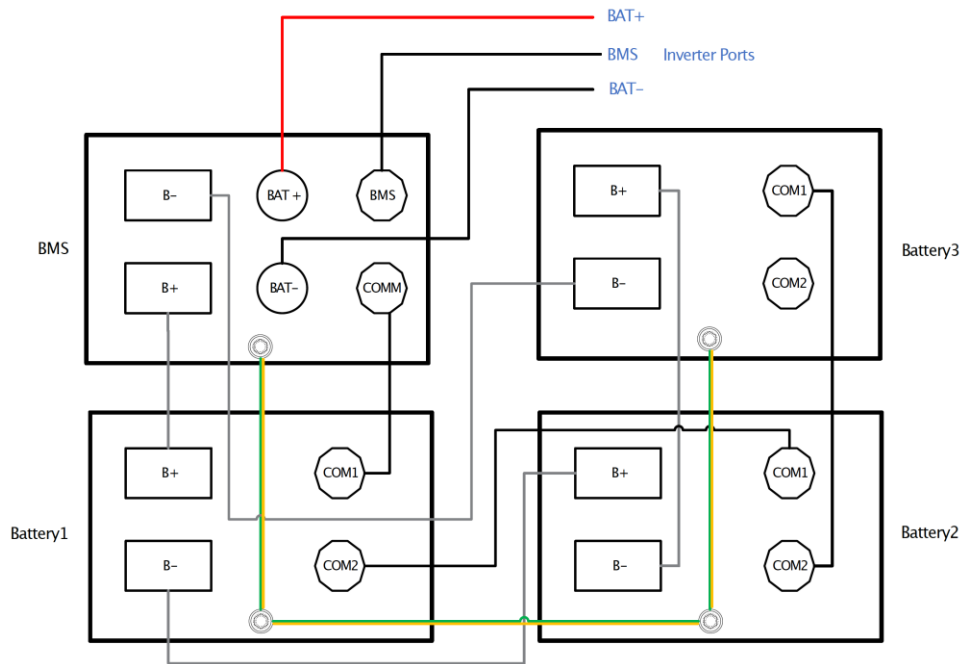 BAT+
BMS Inverter Ports
BAT-
B- BAT + BMS
BMS
B+ BAT- COMM
B+ COM1
Battery3
B- COM2
B+ COM1
Battery1
B- COM2
B+ COM1
Battery2
B- COM2